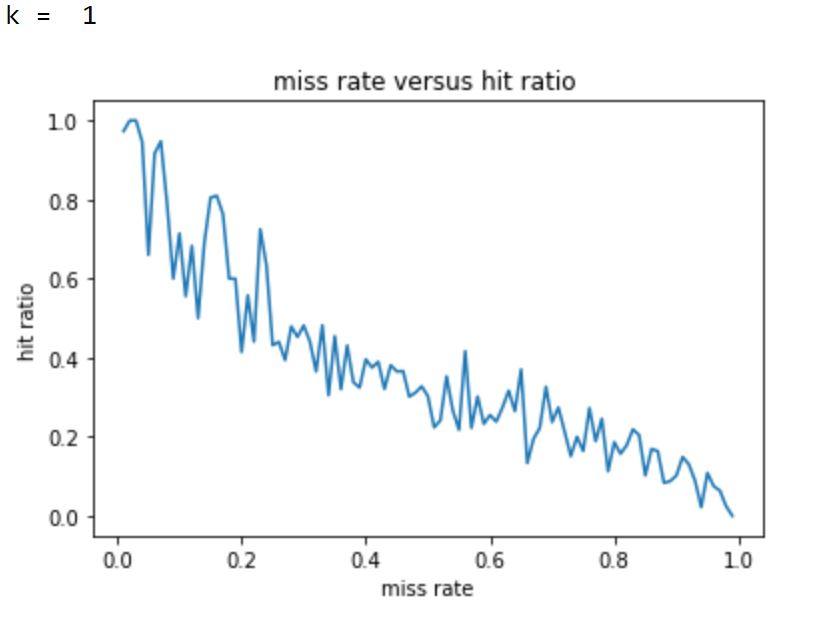 k =  1
miss rate versus hit ratio
1.0
0.8
0.6
0.4
0.2
0.0
hit ratio
0.0 0.2 0.4 0.6 0.8 1.0
miss rate